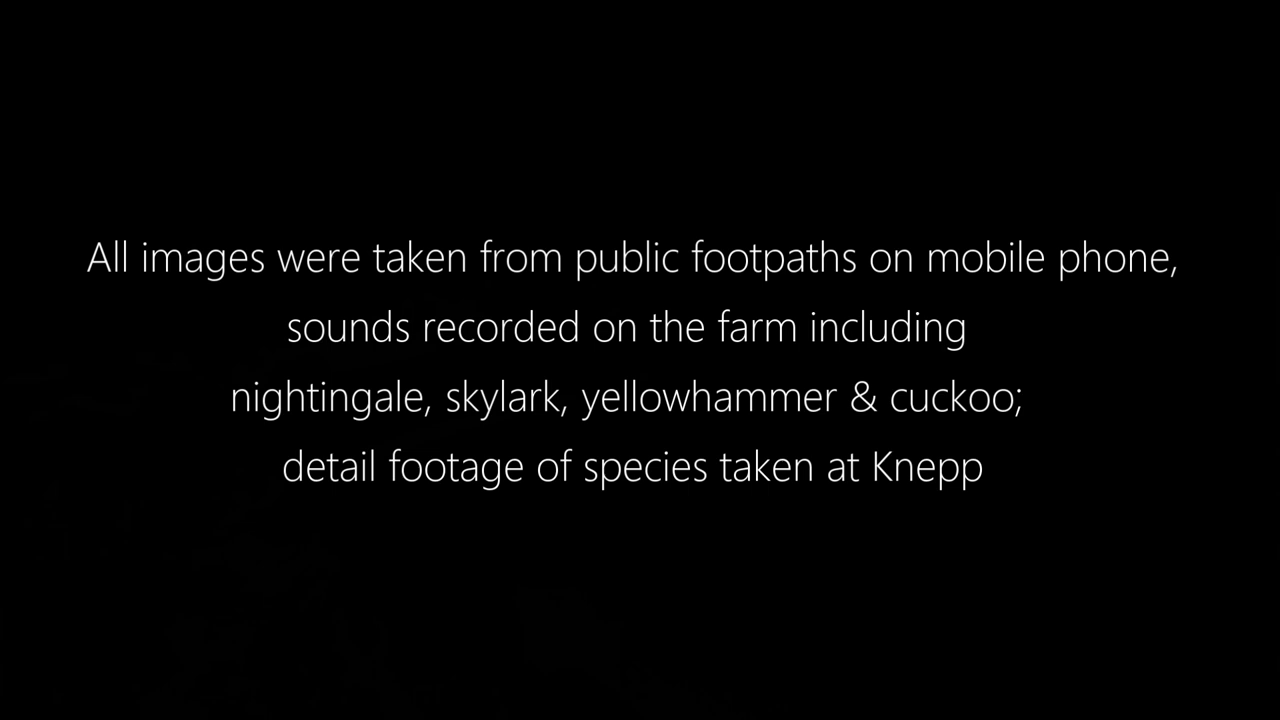 All images were taken from public footpaths on mobile phone,
sounds recorded on the farm including
nightingale, skylark, yellowhammer & cuckoo;
detail footage of species taken at Knepp